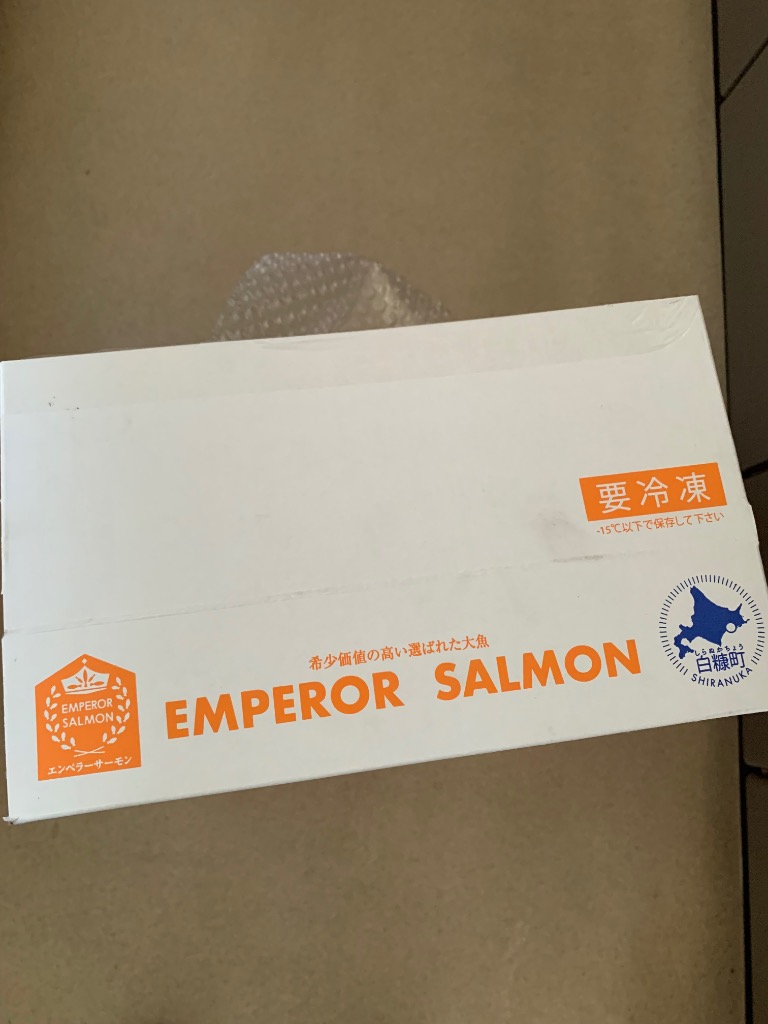 要冷凍
-15℃以下で保存して下さい
希少価値の高い選ばれた大魚
EMPEROR SALMON
EMPEROR
SALMON
エンペラーサーモン
しらぬかちょう
白糠町
SHIRANUKA